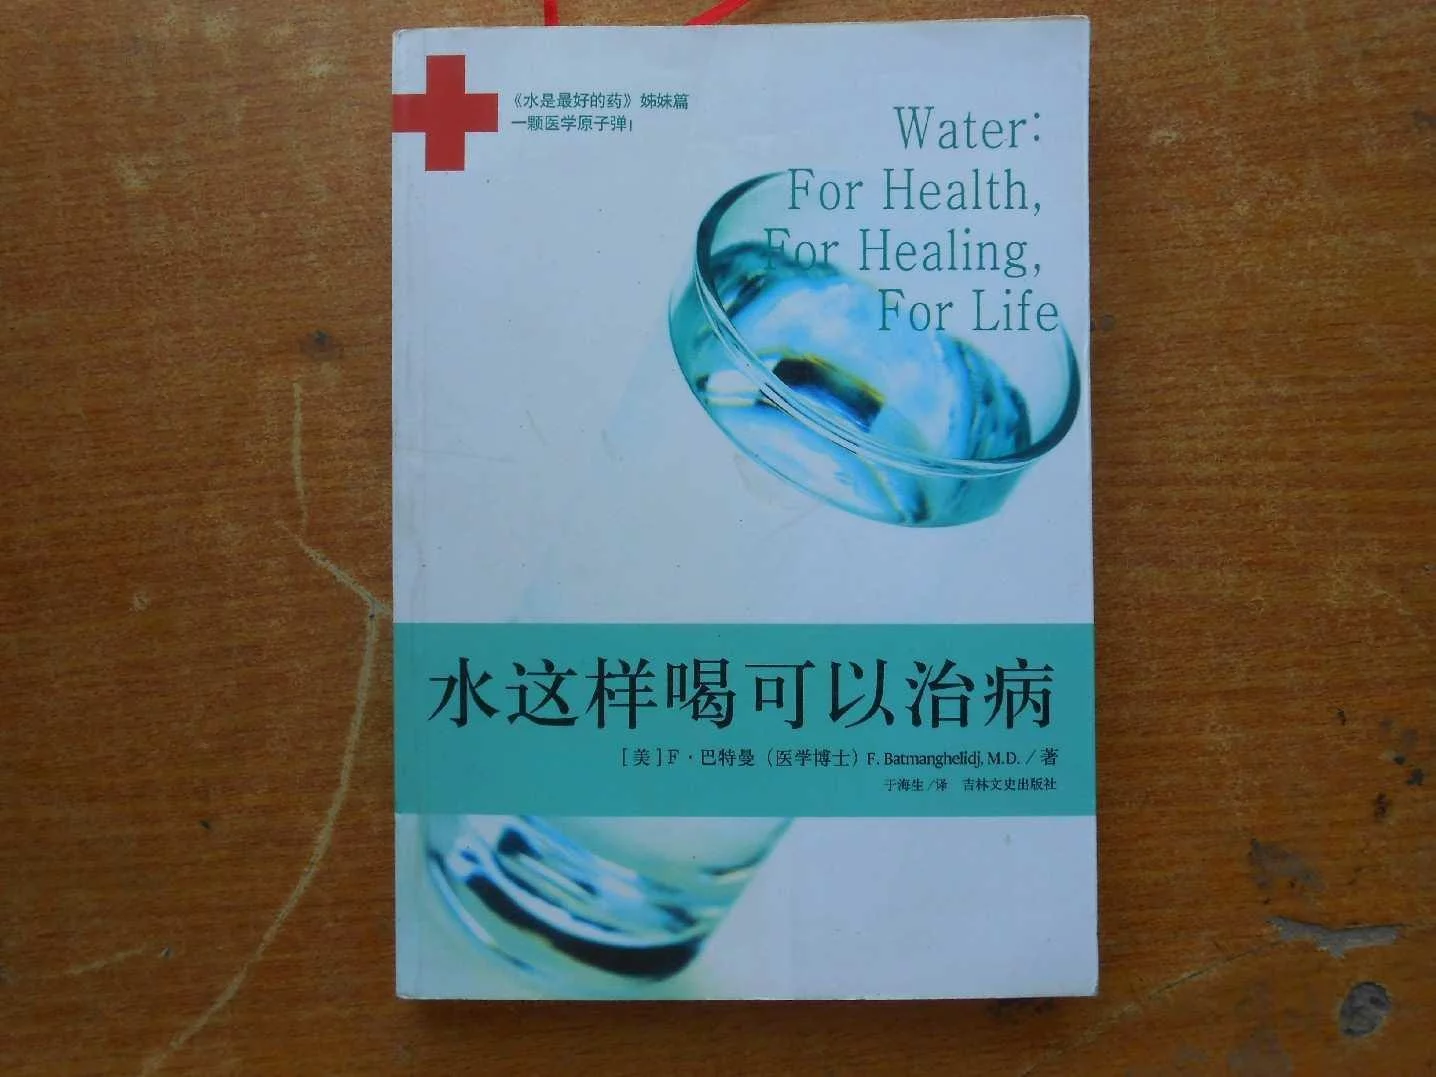 《水是最好的药》姊妹篇
一颗医学原子弹！
Water:
For Health,
For Healing,
For Life
水这样喝可以治病
[美]F·巴特曼（医学博士）F. Batmanghelidj, M.D. / 著
于海生 / 译 吉林文史出版社